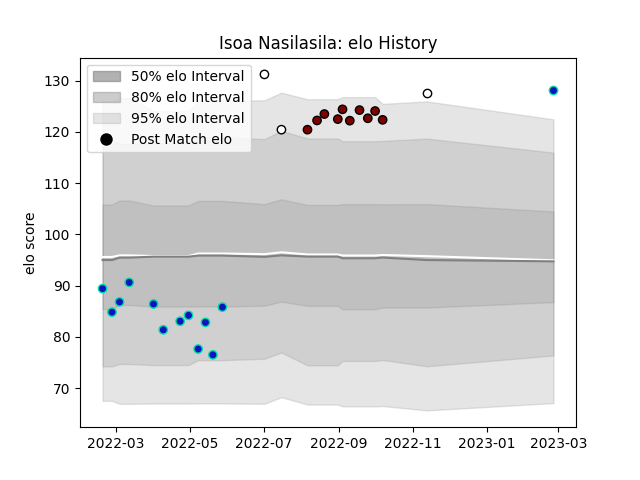 Isoa Nasilasila: elo History
130
120
110
100
90
80
70
elo score
50% elo Interval
80% elo Interval
95% elo Interval
Post Match elo
2022-03
2022-05
2022-07
2022-09
2022-11
2023-01
2023-03